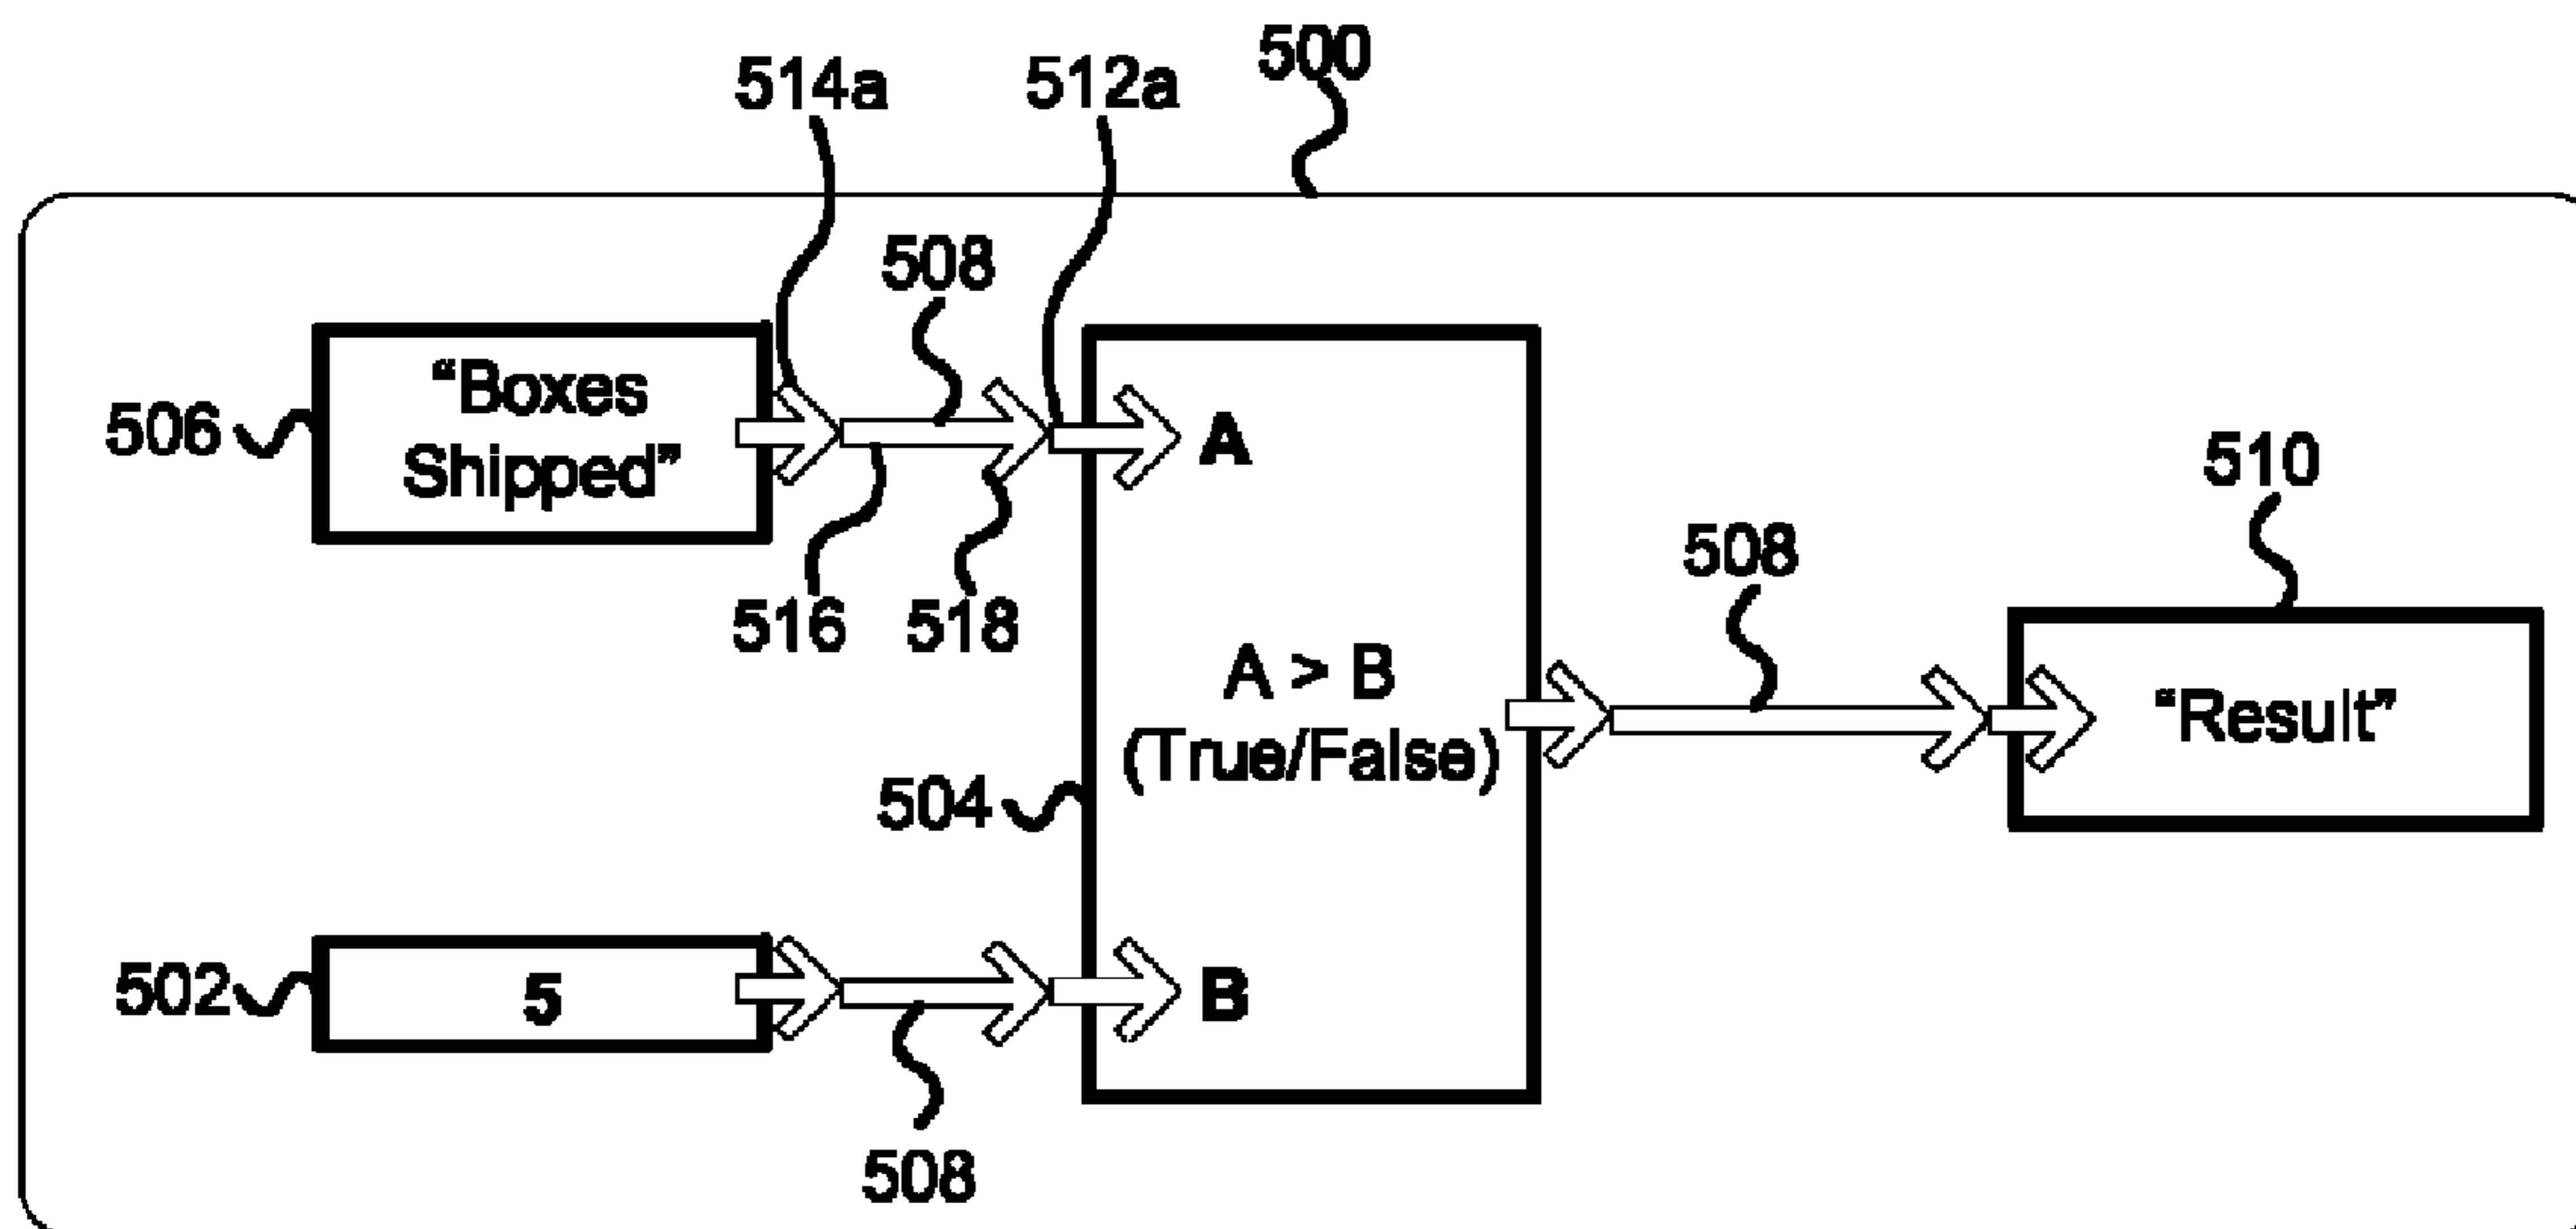 500
514a
512a
508
“Boxes
Shipped”
506
A
516
518
510
508
A > B
(True/False)
“Result”
504
502
5
B
508